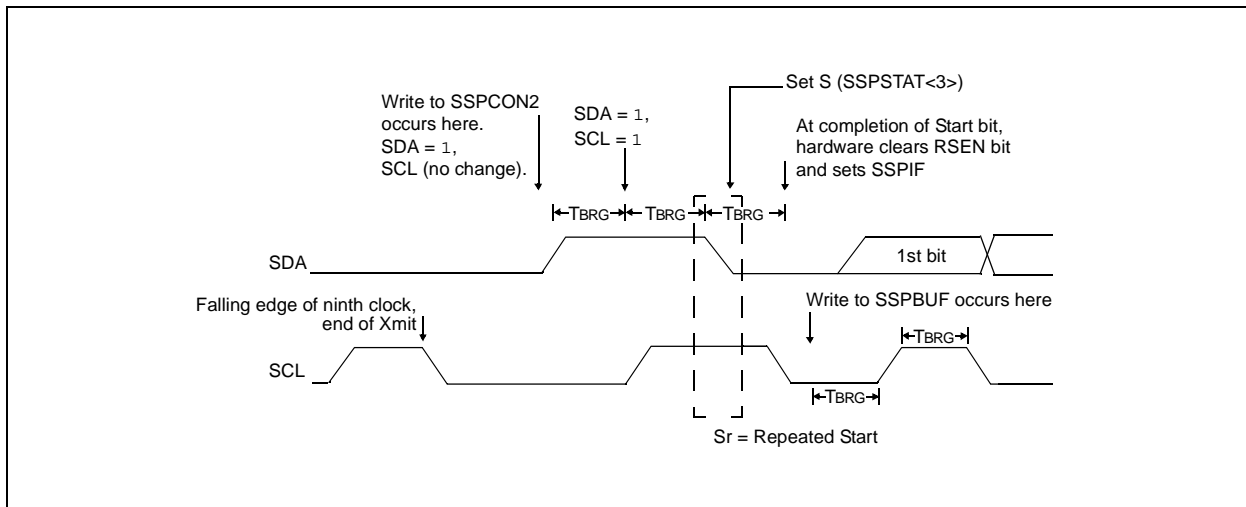 Set S (SSPSTAT<3>)
Write to SSPCON2
occurs here.
SDA = 1,
SCL (no change).
SDA = 1,
SCL = 1
At completion of Start bit,
hardware clears RSEN bit
and sets SSPIF
TBRG
TBRG
TBRG
SDA
1st bit
Falling edge of ninth clock,
end of Xmit
Write to SSPBUF occurs here
TBRG
SCL
TBRG
Sr = Repeated Start